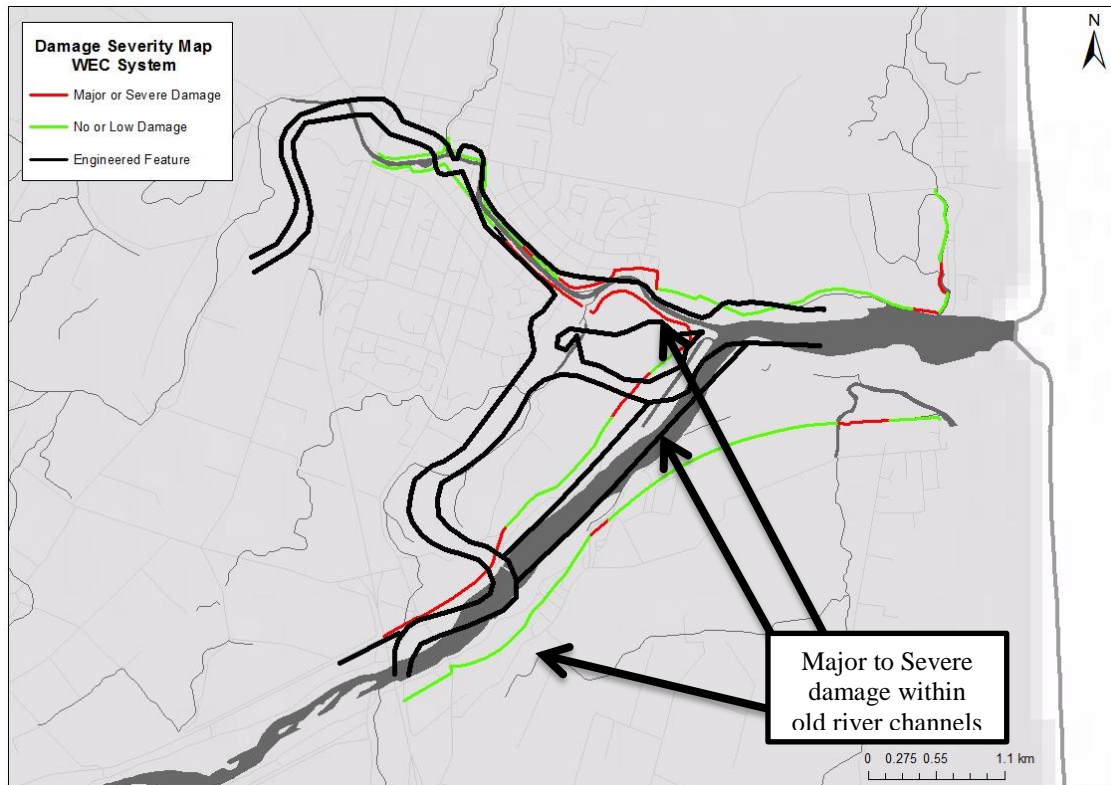 Damage Severity Map
WEC System
Major or Severe Damage
No or Low Damage
Engineered Feature
N
Major to Severe
damage within
old river channels
0 0.275 0.55 1.1 km